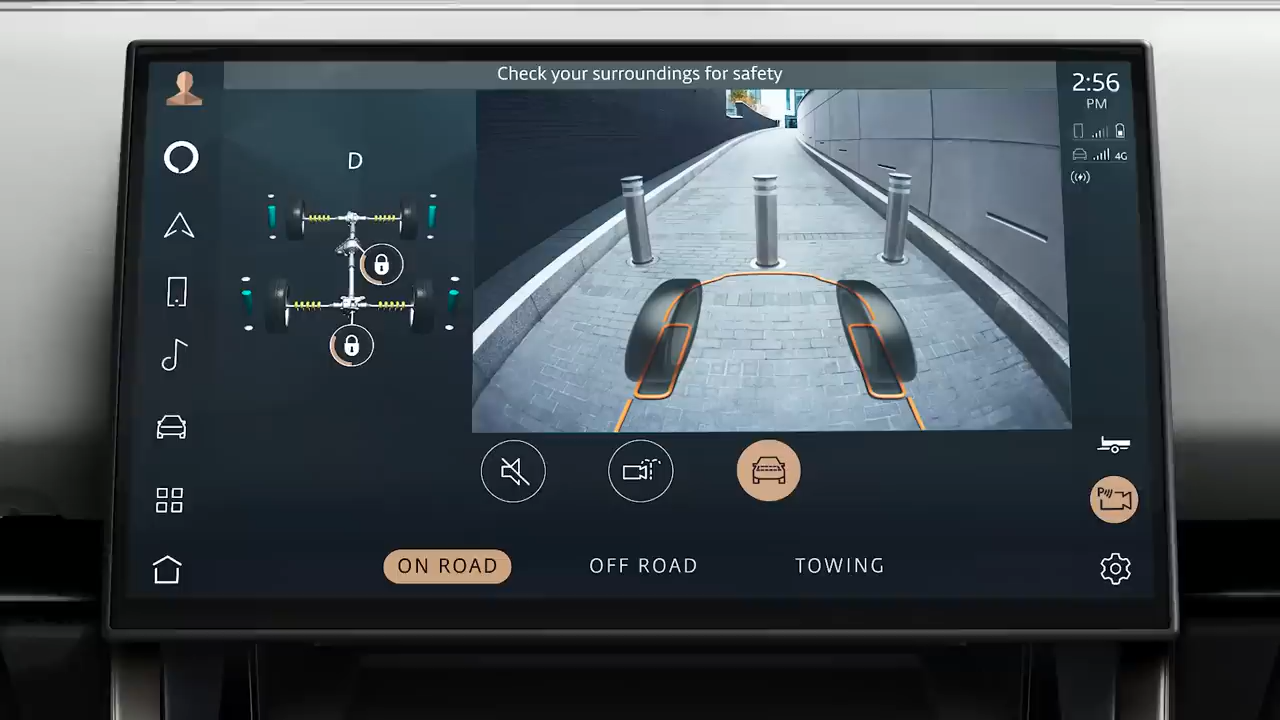 Check your surroundings for safety
2:56
PM
4G
D
P
ON ROAD
OFF ROAD
TOWING